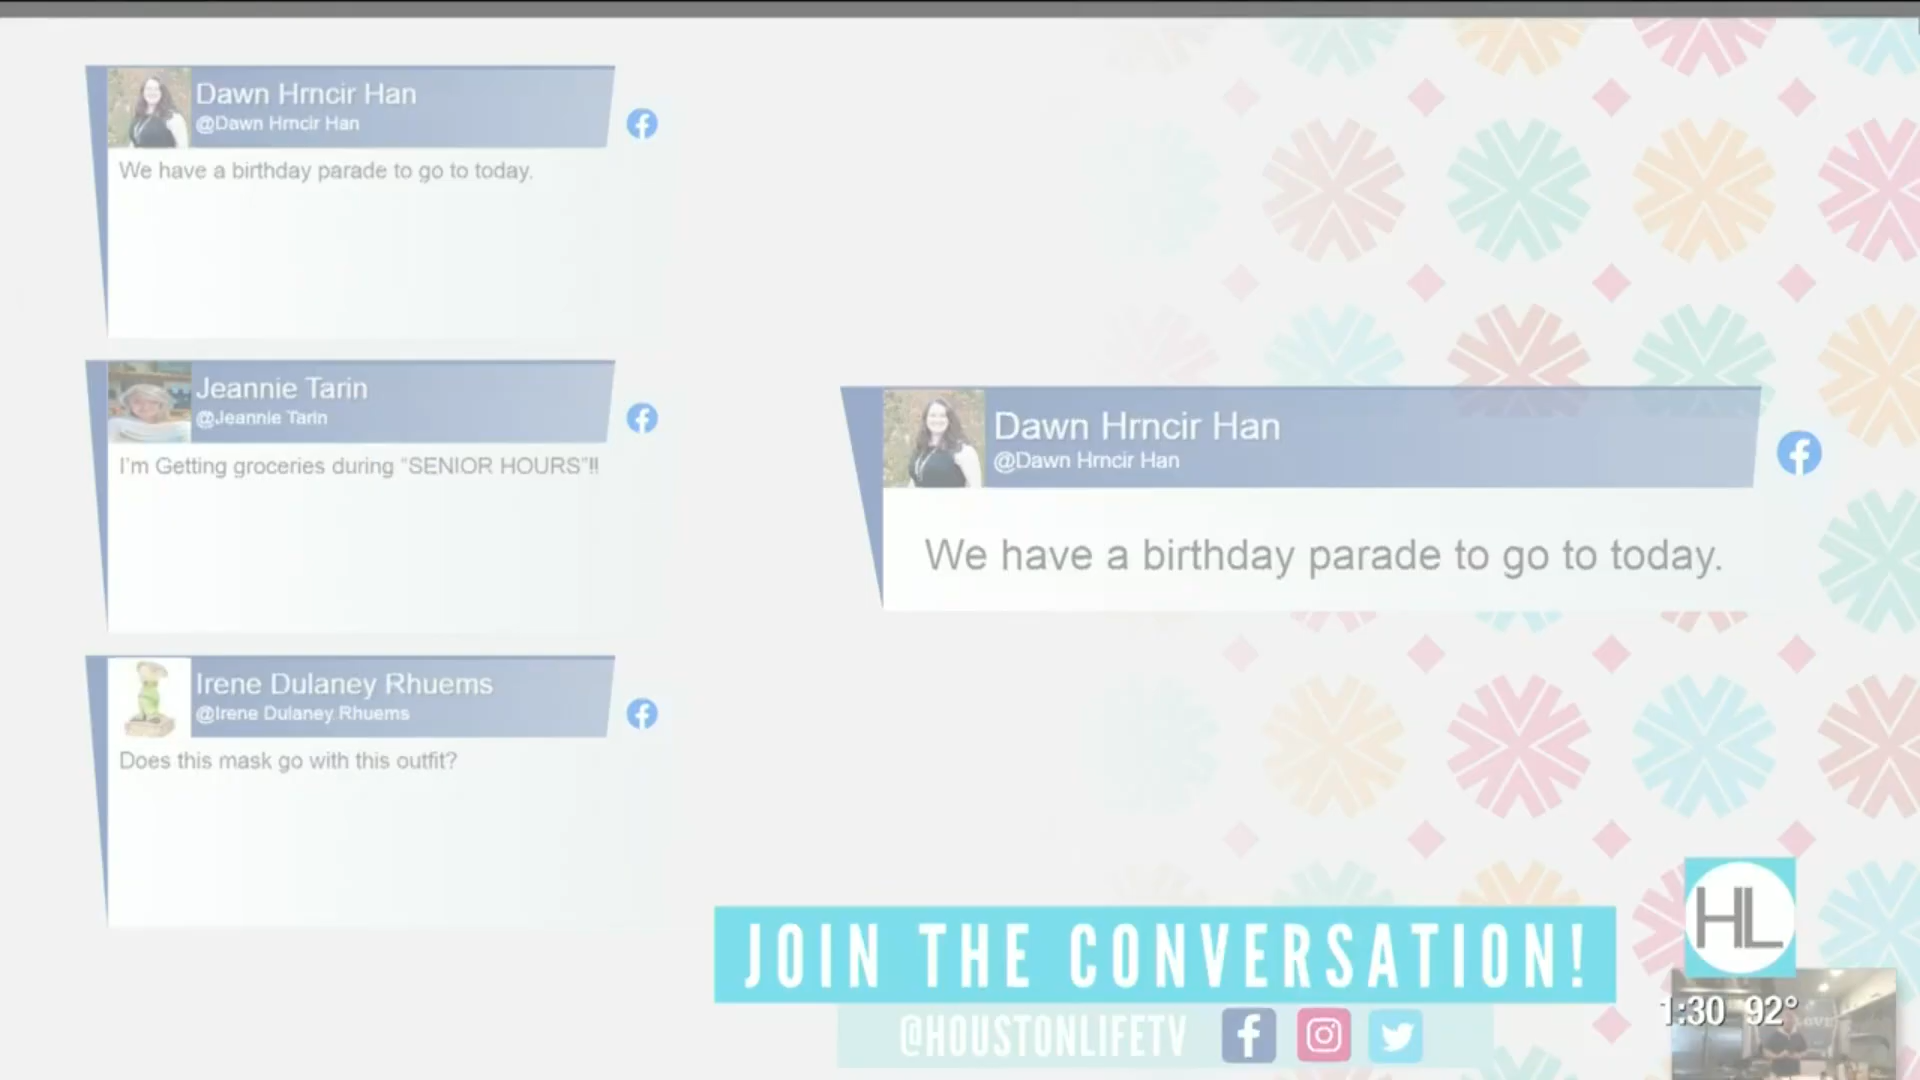 Dawn Hrncir Han
@Dawn Hrncir Han
We have a birthday parade to go to today.
Jeannie Tarin
@Jeannie Tarin
I'm Getting groceries during “SENIOR HOURS”!!
Irene Dulaney Rhuems
@Irene Dulaney Rhuems
Does this mask go with this outfit?
Dawn Hrncir Han
@Dawn Hrncir Han
We have a birthday parade to go to today.
JOIN THE CONVERSATION!
@HOUSTONLIFETV
HL
1:30 92°
LOVE